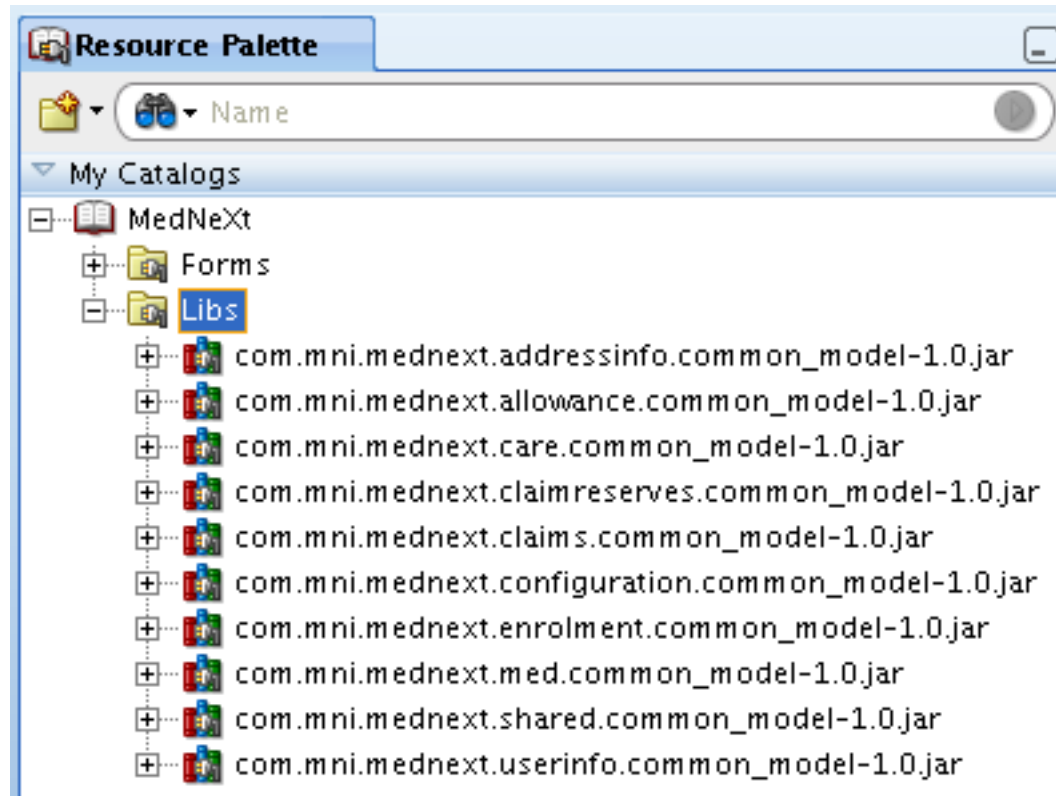 Resource Palette
Name
My Catalogs
MedNeXt
Forms
Libs
com.mni.mednext.addressinfo.common_model-1.0.jar
com.mni.mednext.allowance.common_model-1.0.jar
com.mni.mednext.care.common_model-1.0.jar
com.mni.mednext.claimreserves.common_model-1.0.jar
com.mni.mednext.claims.common_model-1.0.jar
com.mni.mednext.configuration.common_model-1.0.jar
com.mni.mednext.enrolment.common_model-1.0.jar
com.mni.mednext.med.common_model-1.0.jar
com.mni.mednext.shared.common_model-1.0.jar
com.mni.mednext.userinfo.common_model-1.0.jar